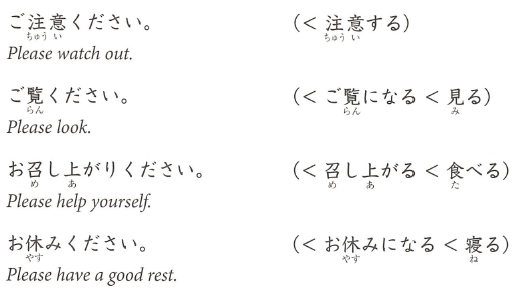 ご注意ください。 (< 注意する)
ちゅう い ちゅう い
Please watch out.
ご覧ください。 (< ご覧になる < 見る)
らん らん み
Please look.
お召し上がりください。 (< 召し上がる < 食べる)
め あ め あ た
Please help yourself.
お休みください。 (< お休みになる < 寝る)
やす やす ね
Please have a good rest.